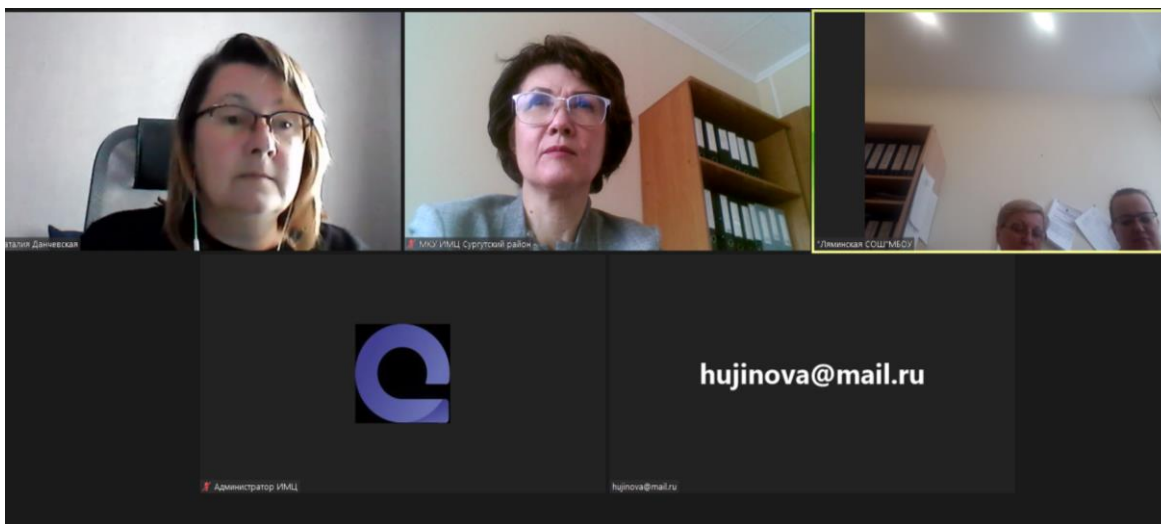 аталия Данчевская
МКУ ИМЦ Сургутский район
"Ляминская СОШ"МБОУ
hujinova@mail.ru
Администратор ИМЦ
hujinova@mail.ru